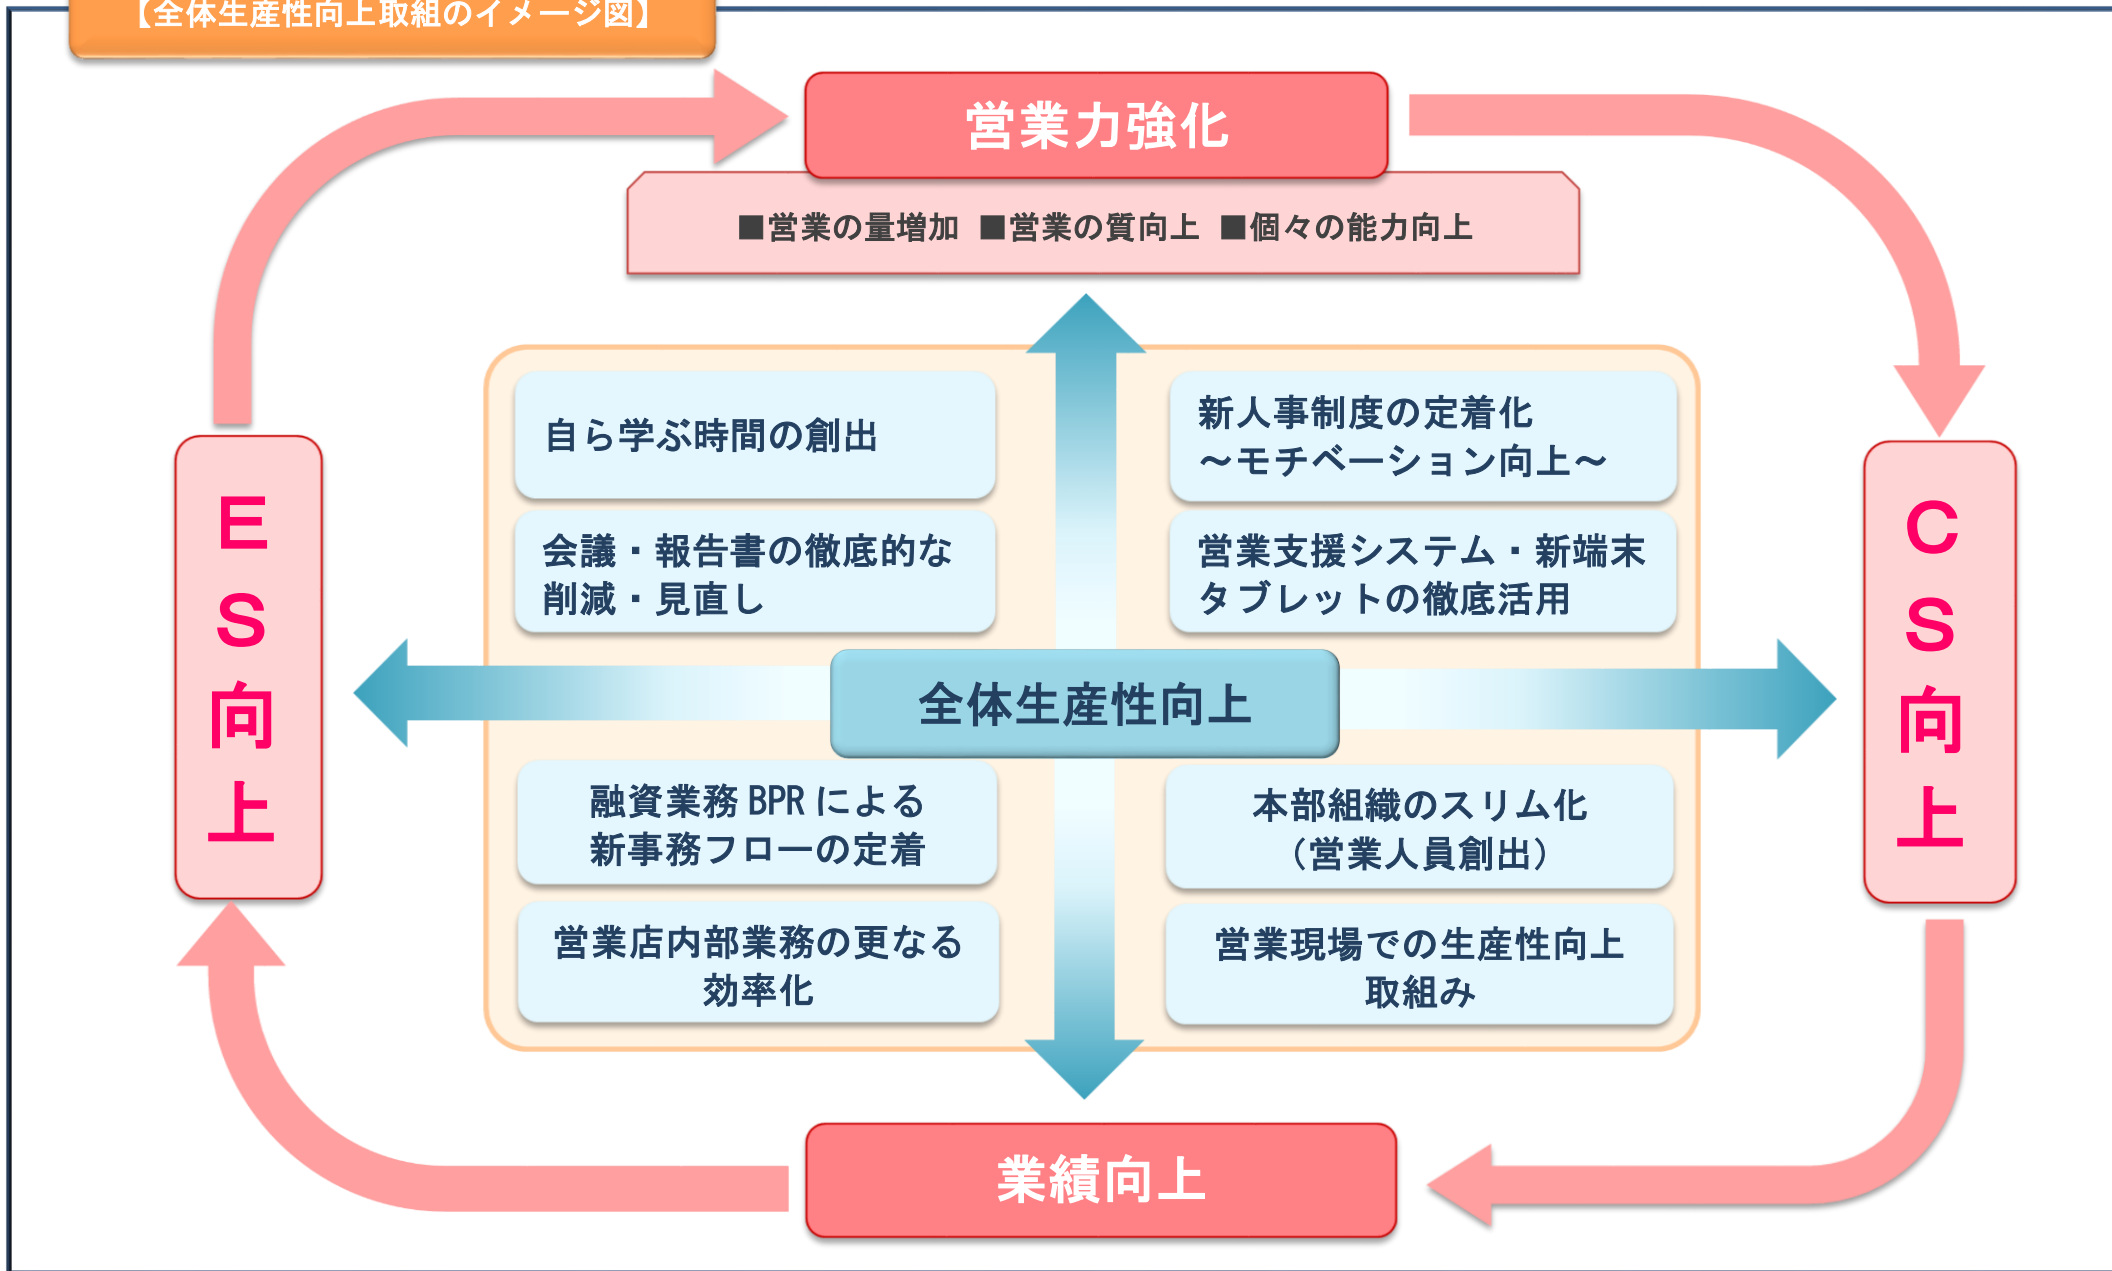 【全体生産性向上取組のイメージ図】
営業力強化
■営業の量増加 ■営業の質向上 ■個々の能力向上
自ら学ぶ時間の創出
新人事制度の定着化
～モチベーション向上～
会議・報告書の徹底的な
削減・見直し
営業支援システム・新端末
タブレットの徹底活用
ES向上
全体生産性向上
CS向上
融資業務BPRによる
新事務フローの定着
本部組織のスリム化
（営業人員創出）
営業店内部業務の更なる
効率化
営業現場での生産性向上
取組み
業績向上